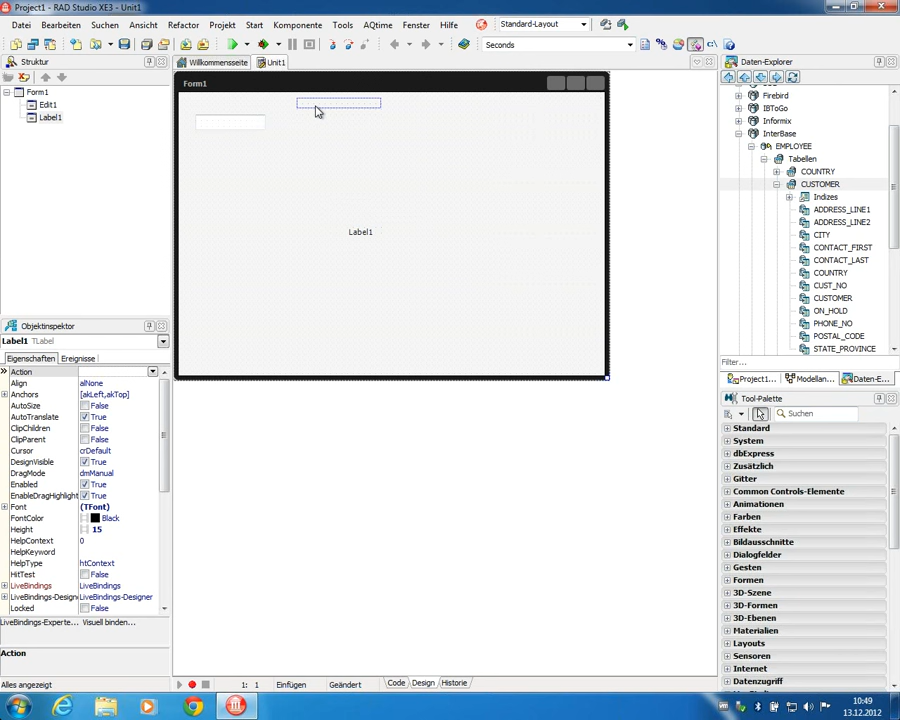 Project1 - RAD Studio XE3 - Unit1
Datei Bearbeiten Suchen Ansicht Refactor Projekt Start Komponente Tools AQtime Fenster Hilfe Standard-Layout
Seconds
Struktur
Form1
Edit1
Label1
Willkommensseite Unit1
Form1
Label1
Objektinspektor
Label1 TLabel
Eigenschaften Ereignisse
Action
Align alNone
Anchors [akLeft,akTop]
AutoSize False
AutoTranslate True
ClipChildren False
ClipParent False
Cursor crDefault
DesignVisible True
DragMode dmManual
Enabled True
EnableDragHighlight True
Font (TFont)
FontColor Black
Height 15
HelpContext 0
HelpKeyword
HelpType htContext
HitTest False
LiveBindings LiveBindings
LiveBindings-Designe LiveBindings-Designer
Locked False
LiveBindings-Experte... Visuell binden...
Action
Alles angezeigt
1: 1 Einfügen Geändert Code Design Historie
Daten-Explorer
Firebird
IBToGo
Informix
InterBase
EMPLOYEE
Tabellen
COUNTRY
CUSTOMER
Indizes
ADDRESS_LINE1
ADDRESS_LINE2
CITY
CONTACT_FIRST
CONTACT_LAST
COUNTRY
CUST_NO
CUSTOMER
ON_HOLD
PHONE_NO
POSTAL_CODE
STATE_PROVINCE
Filter...
Project1... Modellan... Daten-E...
Tool-Palette
Suchen
Standard
System
dbExpress
Zusätzlich
Gitter
Common Controls-Elemente
Animationen
Farben
Effekte
Bildausschnitte
Dialogfelder
Gesten
Formen
3D-Szene
3D-Formen
3D-Ebenen
Materialien
Layouts
Sensoren
Internet
Datenzugriff
10:49
13.12.2012